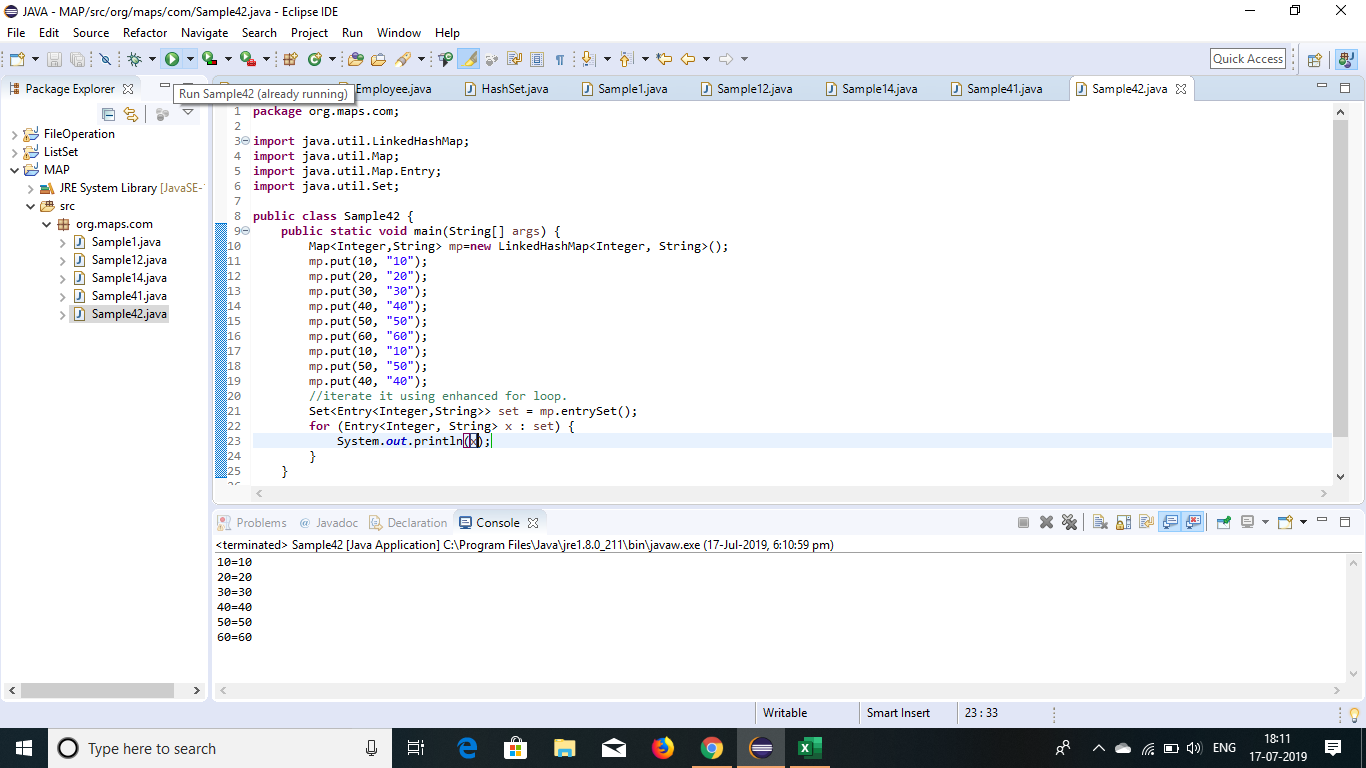 JAVA - MAP/src/org/maps/com/Sample42.java - Eclipse IDE
File Edit Source Refactor Navigate Search Project Run Window Help
Quick Access
Package Explorer
Run Sample42 (already running)
Employee.java HashSet.java Sample1.java Sample12.java Sample14.java Sample41.java Sample42.java
FileOperation
ListSet
MAP
JRE System Library [JavaSE-
src
org.maps.com
Sample1.java
Sample12.java
Sample14.java
Sample41.java
Sample42.java
1 package org.maps.com;
2
3 import java.util.LinkedHashMap;
4 import java.util.Map;
5 import java.util.Map.Entry;
6 import java.util.Set;
7
8 public class Sample42 {
9 public static void main(String[] args) {
10 Map<Integer,String> mp=new LinkedHashMap<Integer, String>();
11 mp.put(10, "10");
12 mp.put(20, "20");
13 mp.put(30, "30");
14 mp.put(40, "40");
15 mp.put(50, "50");
16 mp.put(60, "60");
17 mp.put(10, "10");
18 mp.put(50, "50");
19 mp.put(40, "40");
20 //iterate it using enhanced for loop.
21 Set<Entry<Integer,String>> set = mp.entrySet();
22 for (Entry<Integer, String> x : set) {
23 System.out.println(x);
24 }
25 }
Problems @ Javadoc Declaration Console
<terminated> Sample42 [Java Application] C:\Program Files\Java\jre1.8.0_211\bin\javaw.exe (17-Jul-2019, 6:10:59 pm)
10=10
20=20
30=30
40=40
50=50
60=60
Writable Smart Insert 23 : 33
Type here to search
ENG
18:11
17-07-2019